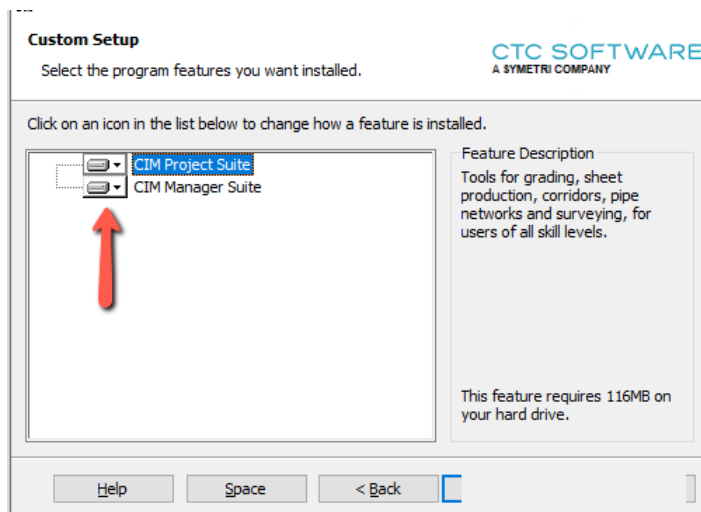 Custom Setup
Select the program features you want installed.
CTC SOFTWARE
A SYMETRI COMPANY
Click on an icon in the list below to change how a feature is installed.
CIM Project Suite
CIM Manager Suite
Feature Description
Tools for grading, sheet
production, corridors, pipe
networks and surveying, for
users of all skill levels.
This feature requires 116MB on
your hard drive.
Help
Space
< Back